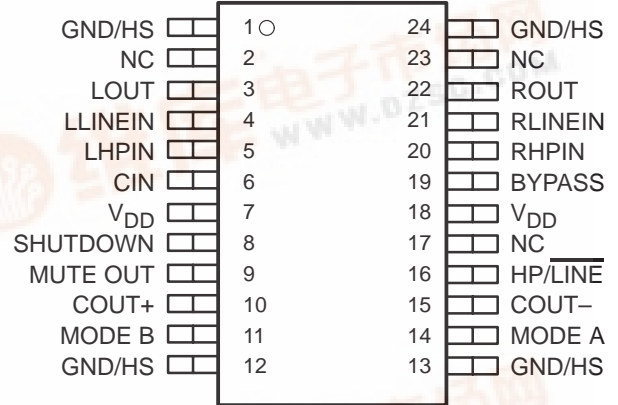 GND/HS 1 24 GND/HS
NC 2 23 NC
LOUT 3 22 ROUT
LLINEIN 4 21 RLINEIN
LHPIN 5 20 RHPIN
CIN 6 19 BYPASS
VDD 7 18 VDD
SHUTDOWN 8 17 NC
MUTE OUT 9 16 HP/LINE
COUT+ 10 15 COUT–
MODE B 11 14 MODE A
GND/HS 12 13 GND/HS